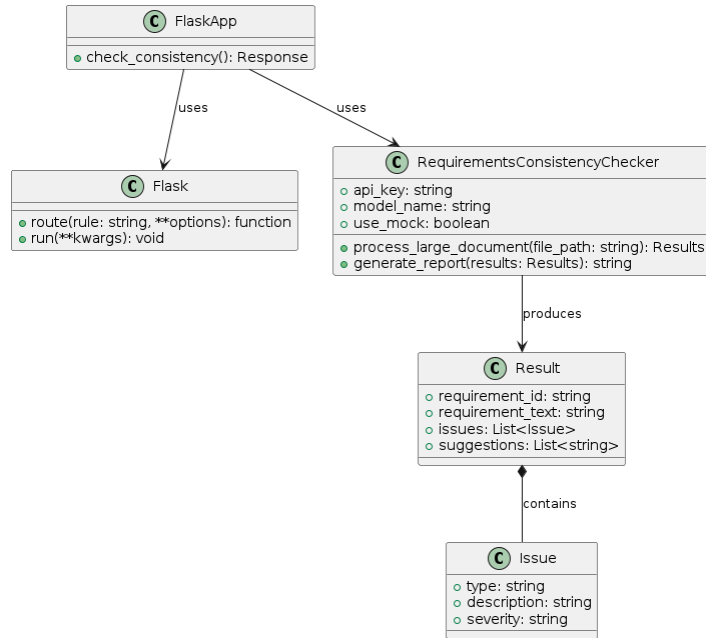 C FlaskApp
check_consistency(): Response
uses
uses
C Flask
route(rule: string, **options): function
run(**kwargs): void
C RequirementsConsistencyChecker
api_key: string
model_name: string
use_mock: boolean
process_large_document(file_path: string): Results
generate_report(results: Results): string
produces
C Result
requirement_id: string
requirement_text: string
issues: List<Issue>
suggestions: List<string>
contains
C Issue
type: string
description: string
severity: string